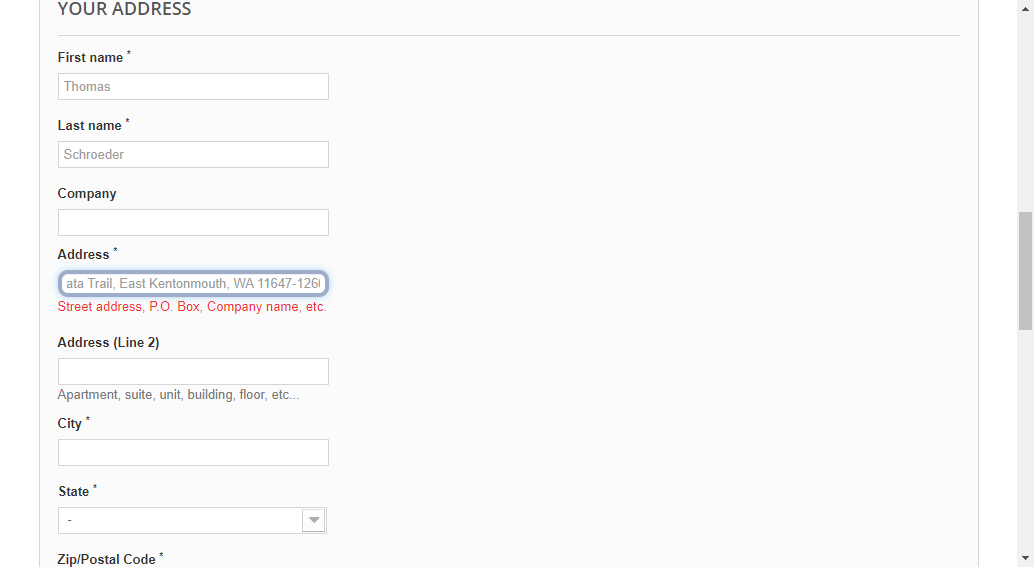 YOUR ADDRESS
First name *
Thomas
Last name *
Schroeder
Company
Address *
ata Trail, East Kentonmouth, WA 11647-126
Street address, P.O. Box, Company name, etc.
Address (Line 2)
Apartment, suite, unit, building, floor, etc...
City *
State *
-
Zip/Postal Code *